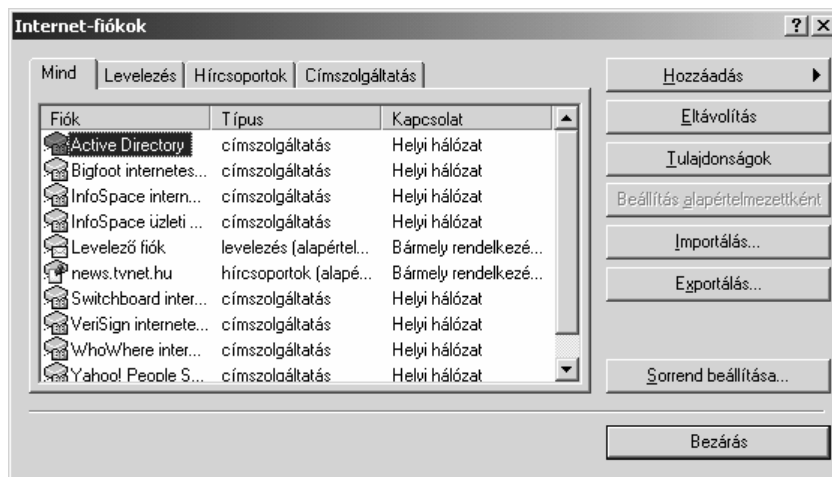 Internet-fiókok
Mind Levelezés Hírcsoportok Címszolgáltatás
Fiók Típus Kapcsolat
Active Directory címszolgáltatás Helyi hálózat
Bigfoot internetes... címszolgáltatás Helyi hálózat
InfoSpace intern... címszolgáltatás Helyi hálózat
InfoSpace üzleti ... címszolgáltatás Helyi hálózat
Levelező fiók levelezés (alapértel... Bármely rendelkezé...
news.tvnet.hu hírcsoportok (alapé... Bármely rendelkezé...
Switchboard inter... címszolgáltatás Helyi hálózat
VeriSign internete... címszolgáltatás Helyi hálózat
WhoWhere inter... címszolgáltatás Helyi hálózat
Yahoo! People S... címszolgáltatás Helyi hálózat
Hozzáadás
Eltávolítás
Tulajdonságok
Beállítás alapértelmezettként
Importálás...
Exportálás...
Sorrend beállítása...
Bezárás